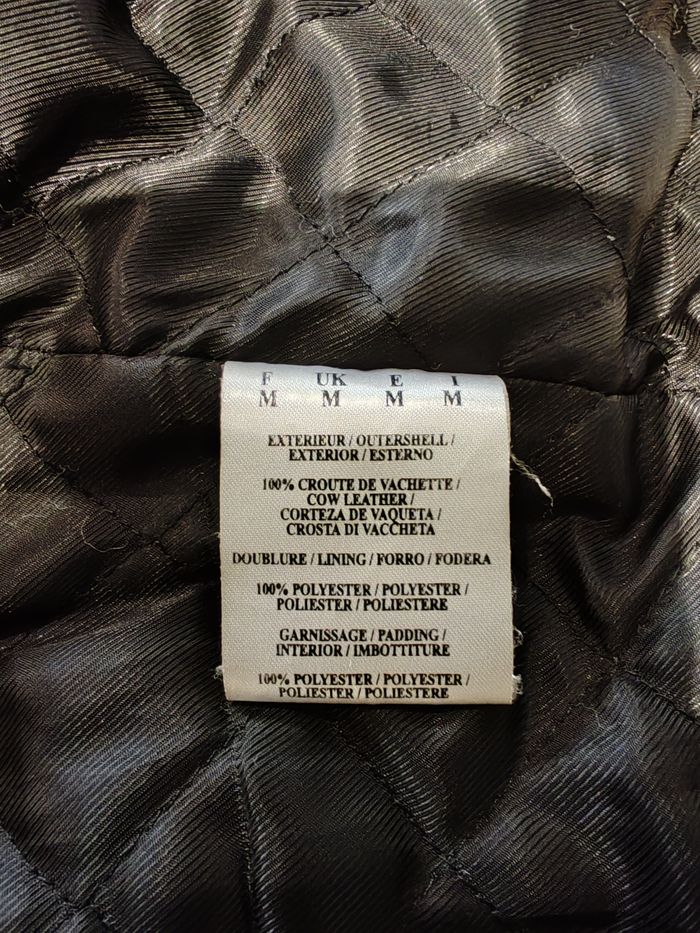 F UK E I
M M M M
EXTERIEUR / OUTERSHELL /
EXTERIOR / ESTERNO
100% CROUTE DE VACHETTE /
COW LEATHER /
CORTEZA DE VAQUETA /
CROSTA DI VACCHETA
DOUBLURE / LINING / FORRO / FODERA
100% POLYESTER / POLYESTER /
POLIESTER / POLIESTERE
GARNISSAGE / PADDING /
INTERIOR / IMBOTTITURE
100% POLYESTER / POLYESTER /
POLIESTER / POLIESTERE